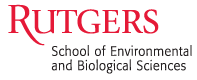 RUTGERS
School of Environmental
and Biological Sciences